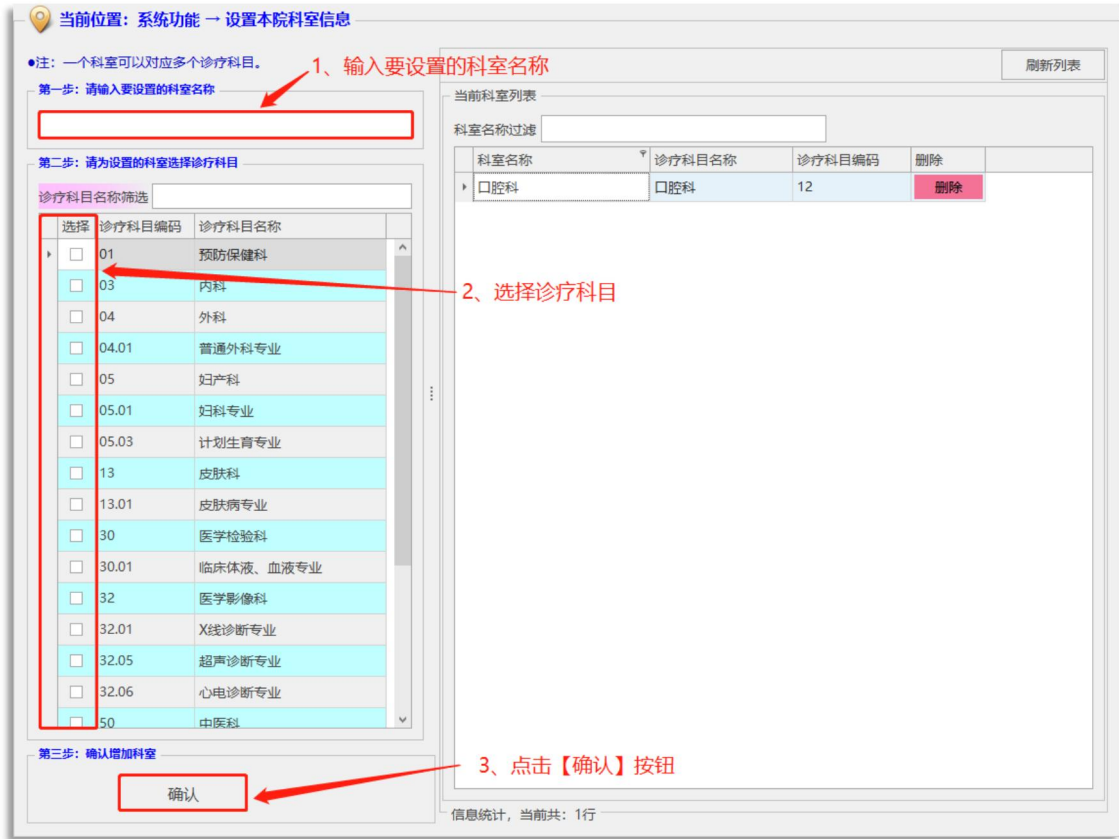 当前位置：系统功能 → 设置本院科室信息
●注：一个科室可以对应多个诊疗科目。
1、输入要设置的科室名称
刷新列表
第一步：请输入要设置的科室名称
当前科室列表
科室名称过滤
第二步：请为设置的科室选择诊疗科目
科室名称 诊疗科目名称 诊疗科目编码 删除
口腔科 口腔科 12 删除
诊疗科目名称筛选
选择 诊疗科目编码 诊疗科目名称
01 预防保健科
03 内科
2、选择诊疗科目
04 外科
04.01 普通外科专业
05 妇产科
05.01 妇科专业
05.03 计划生育专业
13 皮肤科
13.01 皮肤病专业
30 医学检验科
30.01 临床体液、血液专业
32 医学影像科
32.01 X线诊断专业
32.05 超声诊断专业
32.06 心电诊断专业
50 中医科
第三步：确认增加科室
3、点击【确认】按钮
确认
信息统计，当前共：1行